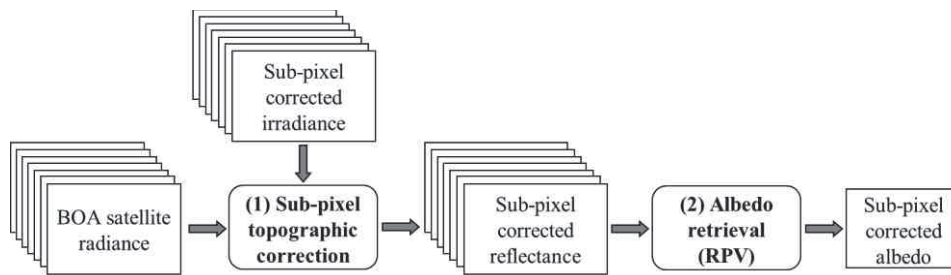 Sub-pixel
corrected
irradiance
BOA satellite
radiance
(1) Sub-pixel
topographic
correction
Sub-pixel
corrected
reflectance
(2) Albedo
retrieval
(RPV)
Sub-pixel
corrected
albedo